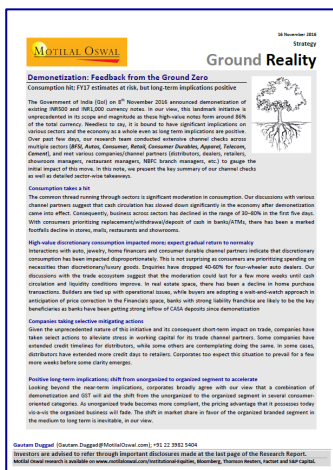 16 November 2016
Strategy
MOTILAL OSWAL
Ground Reality
Demonetization: Feedback from the Ground Zero
Consumption hit: FY17 estimates at risk, but long-term implications positive
The Government of India (GoI) on 8th November 2016 announced demonetization of
existing INR500 and INR1,000 currency notes. In our view, this landmark initiative is
unprecedented in its scope and magnitude as these high-value notes form around 86%
of the total currency. Needless to say, it is bound to have significant implications on
various sectors and the economy as a whole even as long term implications are positive.
Over past few days, our research team conducted extensive channel checks across
multiple sectors (BFSI, Autos, Consumer, Retail, Consumer Durables, Apparel, Telecom,
Cement), and met various companies/channel partners (distributors, dealers, retailers,
showroom managers, restaurant managers, NBFC branch managers, etc.) to gauge the
initial impact of this move. In this note, we present the key summary of our channel checks
as well as detailed sector-wise takeaways.
Consumption takes a hit
The common thread running through sectors is significant moderation in consumption. Our discussions with various
channel partners suggest that cash circulation has slowed down significantly in the economy after demonetization
came into effect. Consequently, business across sectors has declined in the range of 30–80% in the first five days.
With consumers prioritizing replacement/withdrawal/deposit of cash in banks/ATMs, there has been a marked
footfalls decline in stores, malls, restaurants and showrooms.
High-value discretionary consumption impacted more; expect gradual return to normalcy
Interactions with auto, jewelry, home financers and consumer durable channel partners indicate that discretionary
consumption has been impacted disproportionately. This is not surprising as consumers are prioritizing spending on
necessities than discretionary/luxury goods. Enquiries have dropped 40-60% for four-wheeler auto dealers. Our
discussions with the trade ecosystem suggest that the moderation could last for a few more weeks until cash
circulation and liquidity conditions improve. In real estate space, there has been a decline in home purchase
transactions. Builders are tied up with operational issues, while buyers are adopting a wait-and-watch approach in
anticipation of price correction In the Financials space, banks with strong liability franchise are likely to be the key
beneficiaries as banks have been getting strong inflow of CASA deposits since demonetization
Companies taking selective mitigating actions
Given the unprecedented nature of this initiative and its consequent short-term impact on trade, companies have
taken select actions to alleviate stress in working capital for its trade channel partners. Some companies have
extended credit timelines for distributors, while some others are contemplating doing the same. In some cases,
distributors have extended more credit days to retailers. Corporates too expect this situation to prevail for a few
more weeks before some clarity emerges.
Positive long-term implications; shift from unorganized to organized segment to accelerate
Looking beyond the near-term implications, corporates broadly agree with our view that a combination of
demonetization and GST will aid the shift from the unorganized to the organized segment in several consumer-
oriented categories. As unorganized trade becomes more compliant, the pricing advantage that it possesses today
vis-a-vis the organized business will fade. The shift in market share in favor of the organized branded segment in
the medium to long term is inevitable, in our view.
Gautam Duggad (Gautam.Duggad@MotilalOswal.com); +91 22 3982 5404
Investors are advised to refer through important disclosures made at the last page of the Research Report.
Motilal Oswal research is available on www.motilaloswal.com/Institutional-Equities, Bloomberg, Thomson Reuters, Factset and S&P Capital.